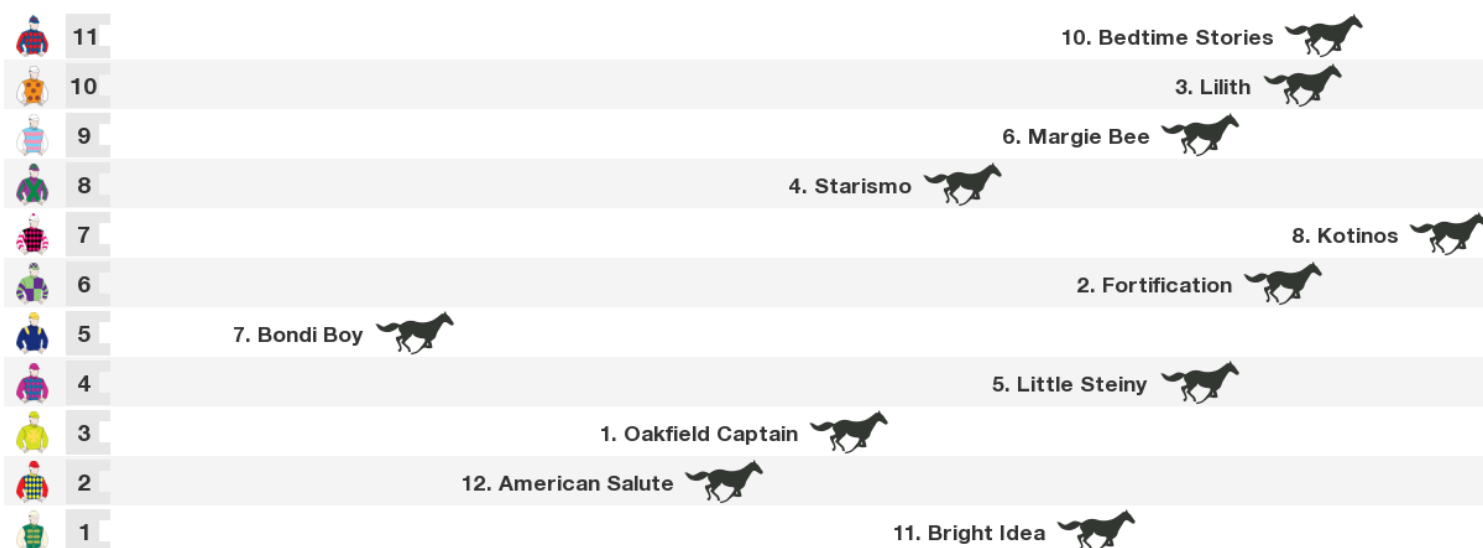 11 10. Bedtime Stories
10 3. Lilith
9 6. Margie Bee
8 4. Starismo
7 8. Kotinos
6 2. Fortification
5 7. Bondi Boy
4 5. Little Steiny
3 1. Oakfield Captain
2 12. American Salute
1 11. Bright Idea